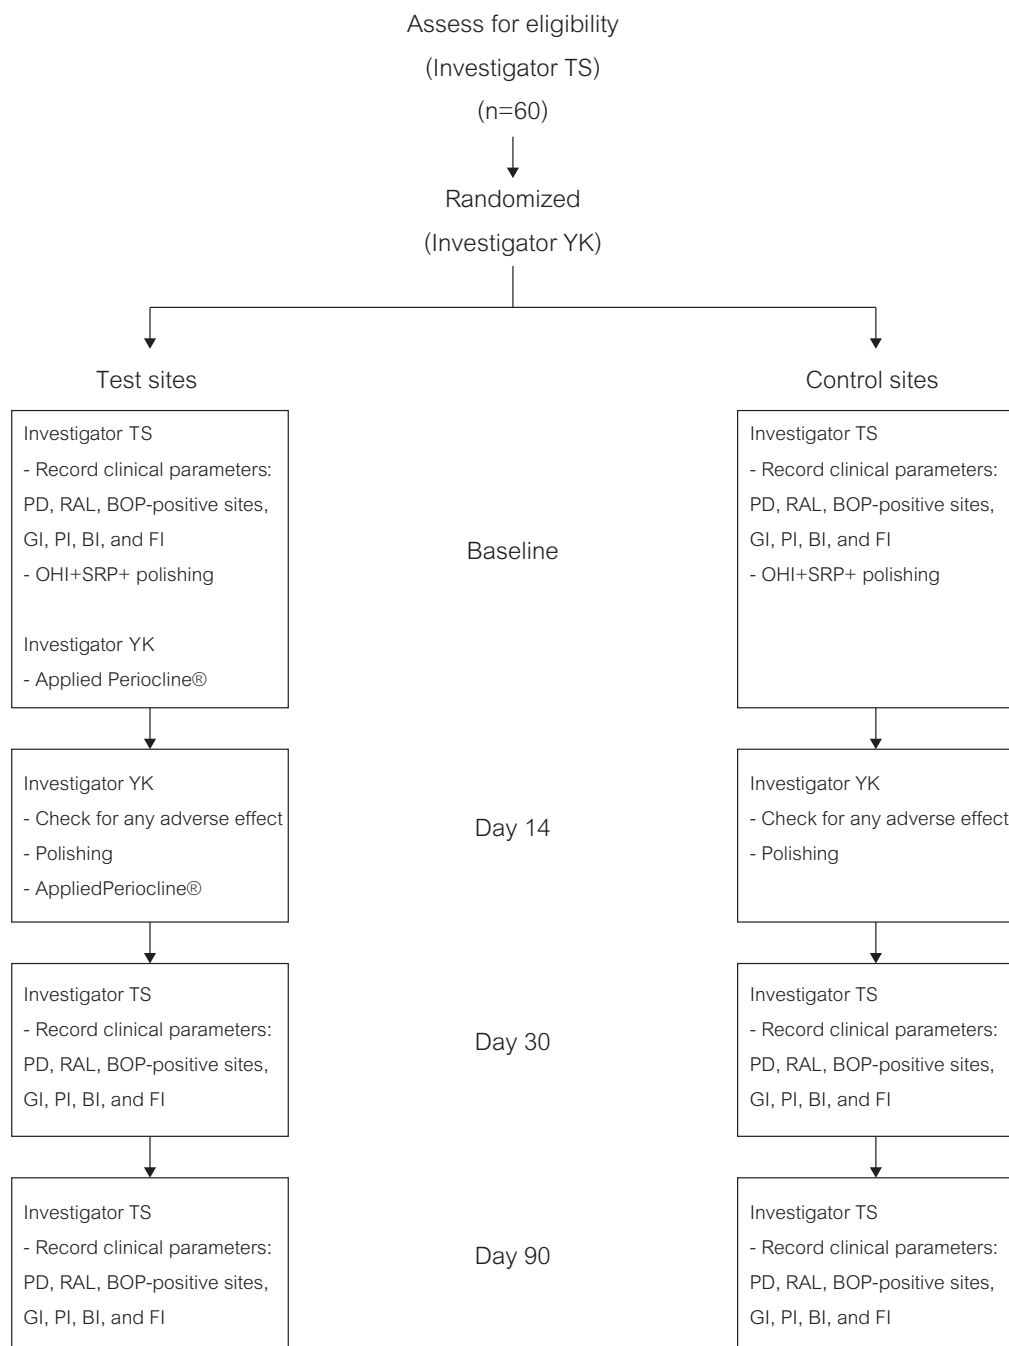 Assess for eligibility
(Investigator TS)
(n=60)
Randomized
(Investigator YK)
Test sites
Control sites
Investigator TS
- Record clinical parameters:
PD, RAL, BOP-positive sites,
GI, PI, BI, and FI
- OHI+SRP+ polishing
Investigator YK
- Applied Periocline®
Baseline
Investigator TS
- Record clinical parameters:
PD, RAL, BOP-positive sites,
GI, PI, BI, and FI
- OHI+SRP+ polishing
Investigator YK
- Check for any adverse effect
- Polishing
- AppliedPeriocline®
Day 14
Investigator YK
- Check for any adverse effect
- Polishing
Investigator TS
- Record clinical parameters:
PD, RAL, BOP-positive sites,
GI, PI, BI, and FI
Day 30
Investigator TS
- Record clinical parameters:
PD, RAL, BOP-positive sites,
GI, PI, BI, and FI
Investigator TS
- Record clinical parameters:
PD, RAL, BOP-positive sites,
GI, PI, BI, and FI
Day 90
Investigator TS
- Record clinical parameters:
PD, RAL, BOP-positive sites,
GI, PI, BI, and FI